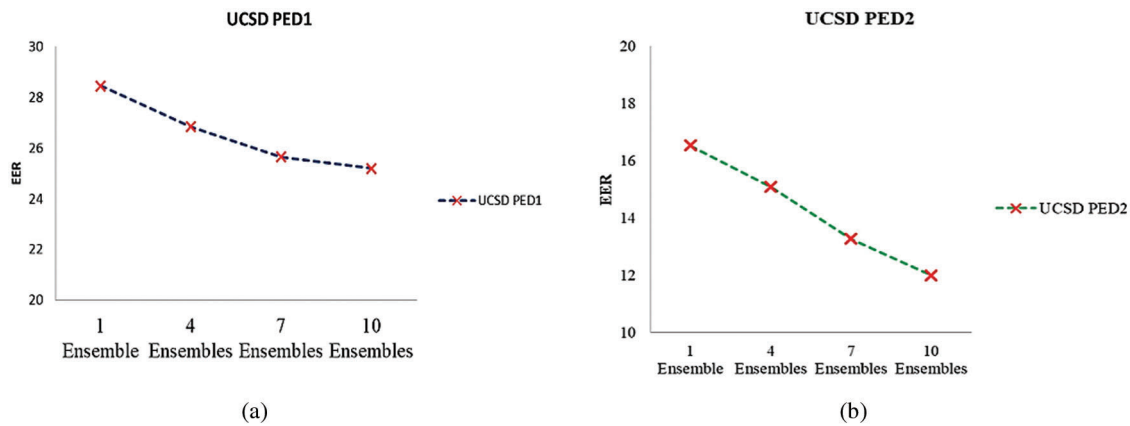 (a)
UCSD PED1
30
28
26
24
22
20
EER
1 4 7 10
Ensemble Ensembles Ensembles Ensembles
UCSD PED1
UCSD PED2
20
18
16
14
12
10
EER
1 4 7 10
Ensemble Ensembles Ensembles Ensembles
UCSD PED2
(a)
(b)